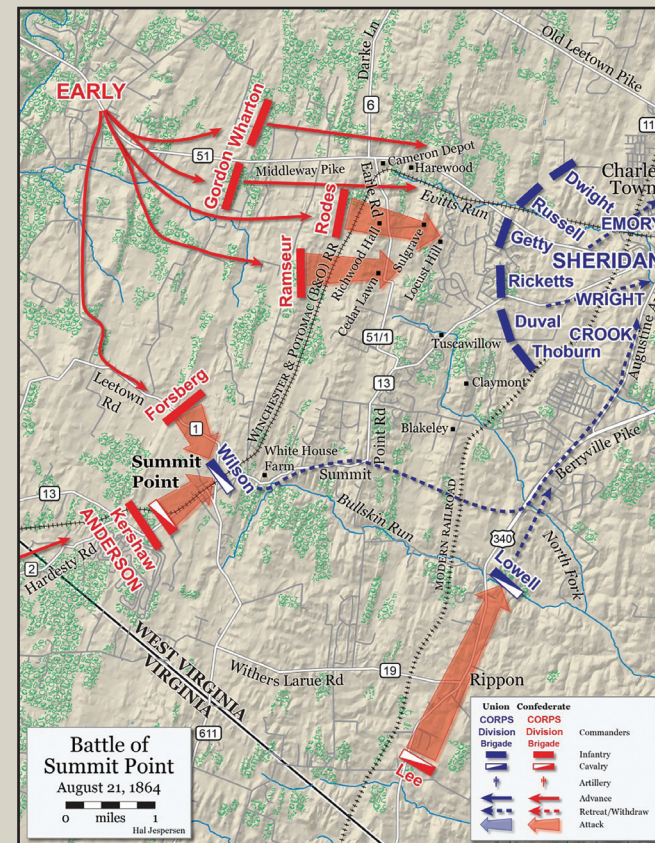 Old Leetown Pike
Darke Ln
EARLY
6
11
51
Middleway Pike
Gordon
Wharton
Cameron Depot
Harewood
Earle Rd
Evitts Run
Charles
Town
Dwight
Russell
EMORY
Getty
SHERIDAN
Rodes
Ramseur
Richwood Hall
Sulgrave
Locust Hill
Cedar Lawn
Ricketts
WRIGHT
Duval
CROOK
Thoburn
Augustine A
WINCHESTER & POTOMAC (B&O) RR
51/1
Tuscawillow
13
Claymont
Blakeley
Leetown
Rd
Forsberg
1
Summit
Point
Wilson
White House
Farm
Summit
Point Rd
Berryville Pike
13
Kershaw
ANDERSON
Hardesty Rd
2
Bullskin Run
MODERN RAILROAD
340
Lowell
North
Fork
WEST VIRGINIA
VIRGINIA
Withers Larue Rd
19
Rippon
611
Lee
Battle of
Summit Point
August 21, 1864
0 miles 1
Hal Jespersen
Union Confederate
CORPS CORPS
Division Division Commanders
Brigade Brigade
Infantry
Cavalry
Artillery
Advance
Retreat/Withdraw
Attack